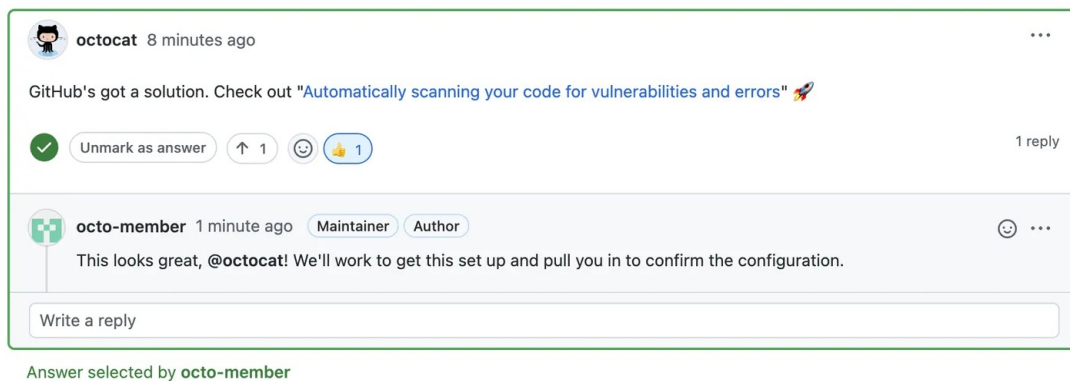 octocat 8 minutes ago
GitHub's got a solution. Check out "Automatically scanning your code for vulnerabilities and errors" 🚀
Unmark as answer ↑ 1 👍 1 1 reply
octo-member 1 minute ago Maintainer Author
This looks great, @octocat! We'll work to get this set up and pull you in to confirm the configuration.
Write a reply
Answer selected by octo-member